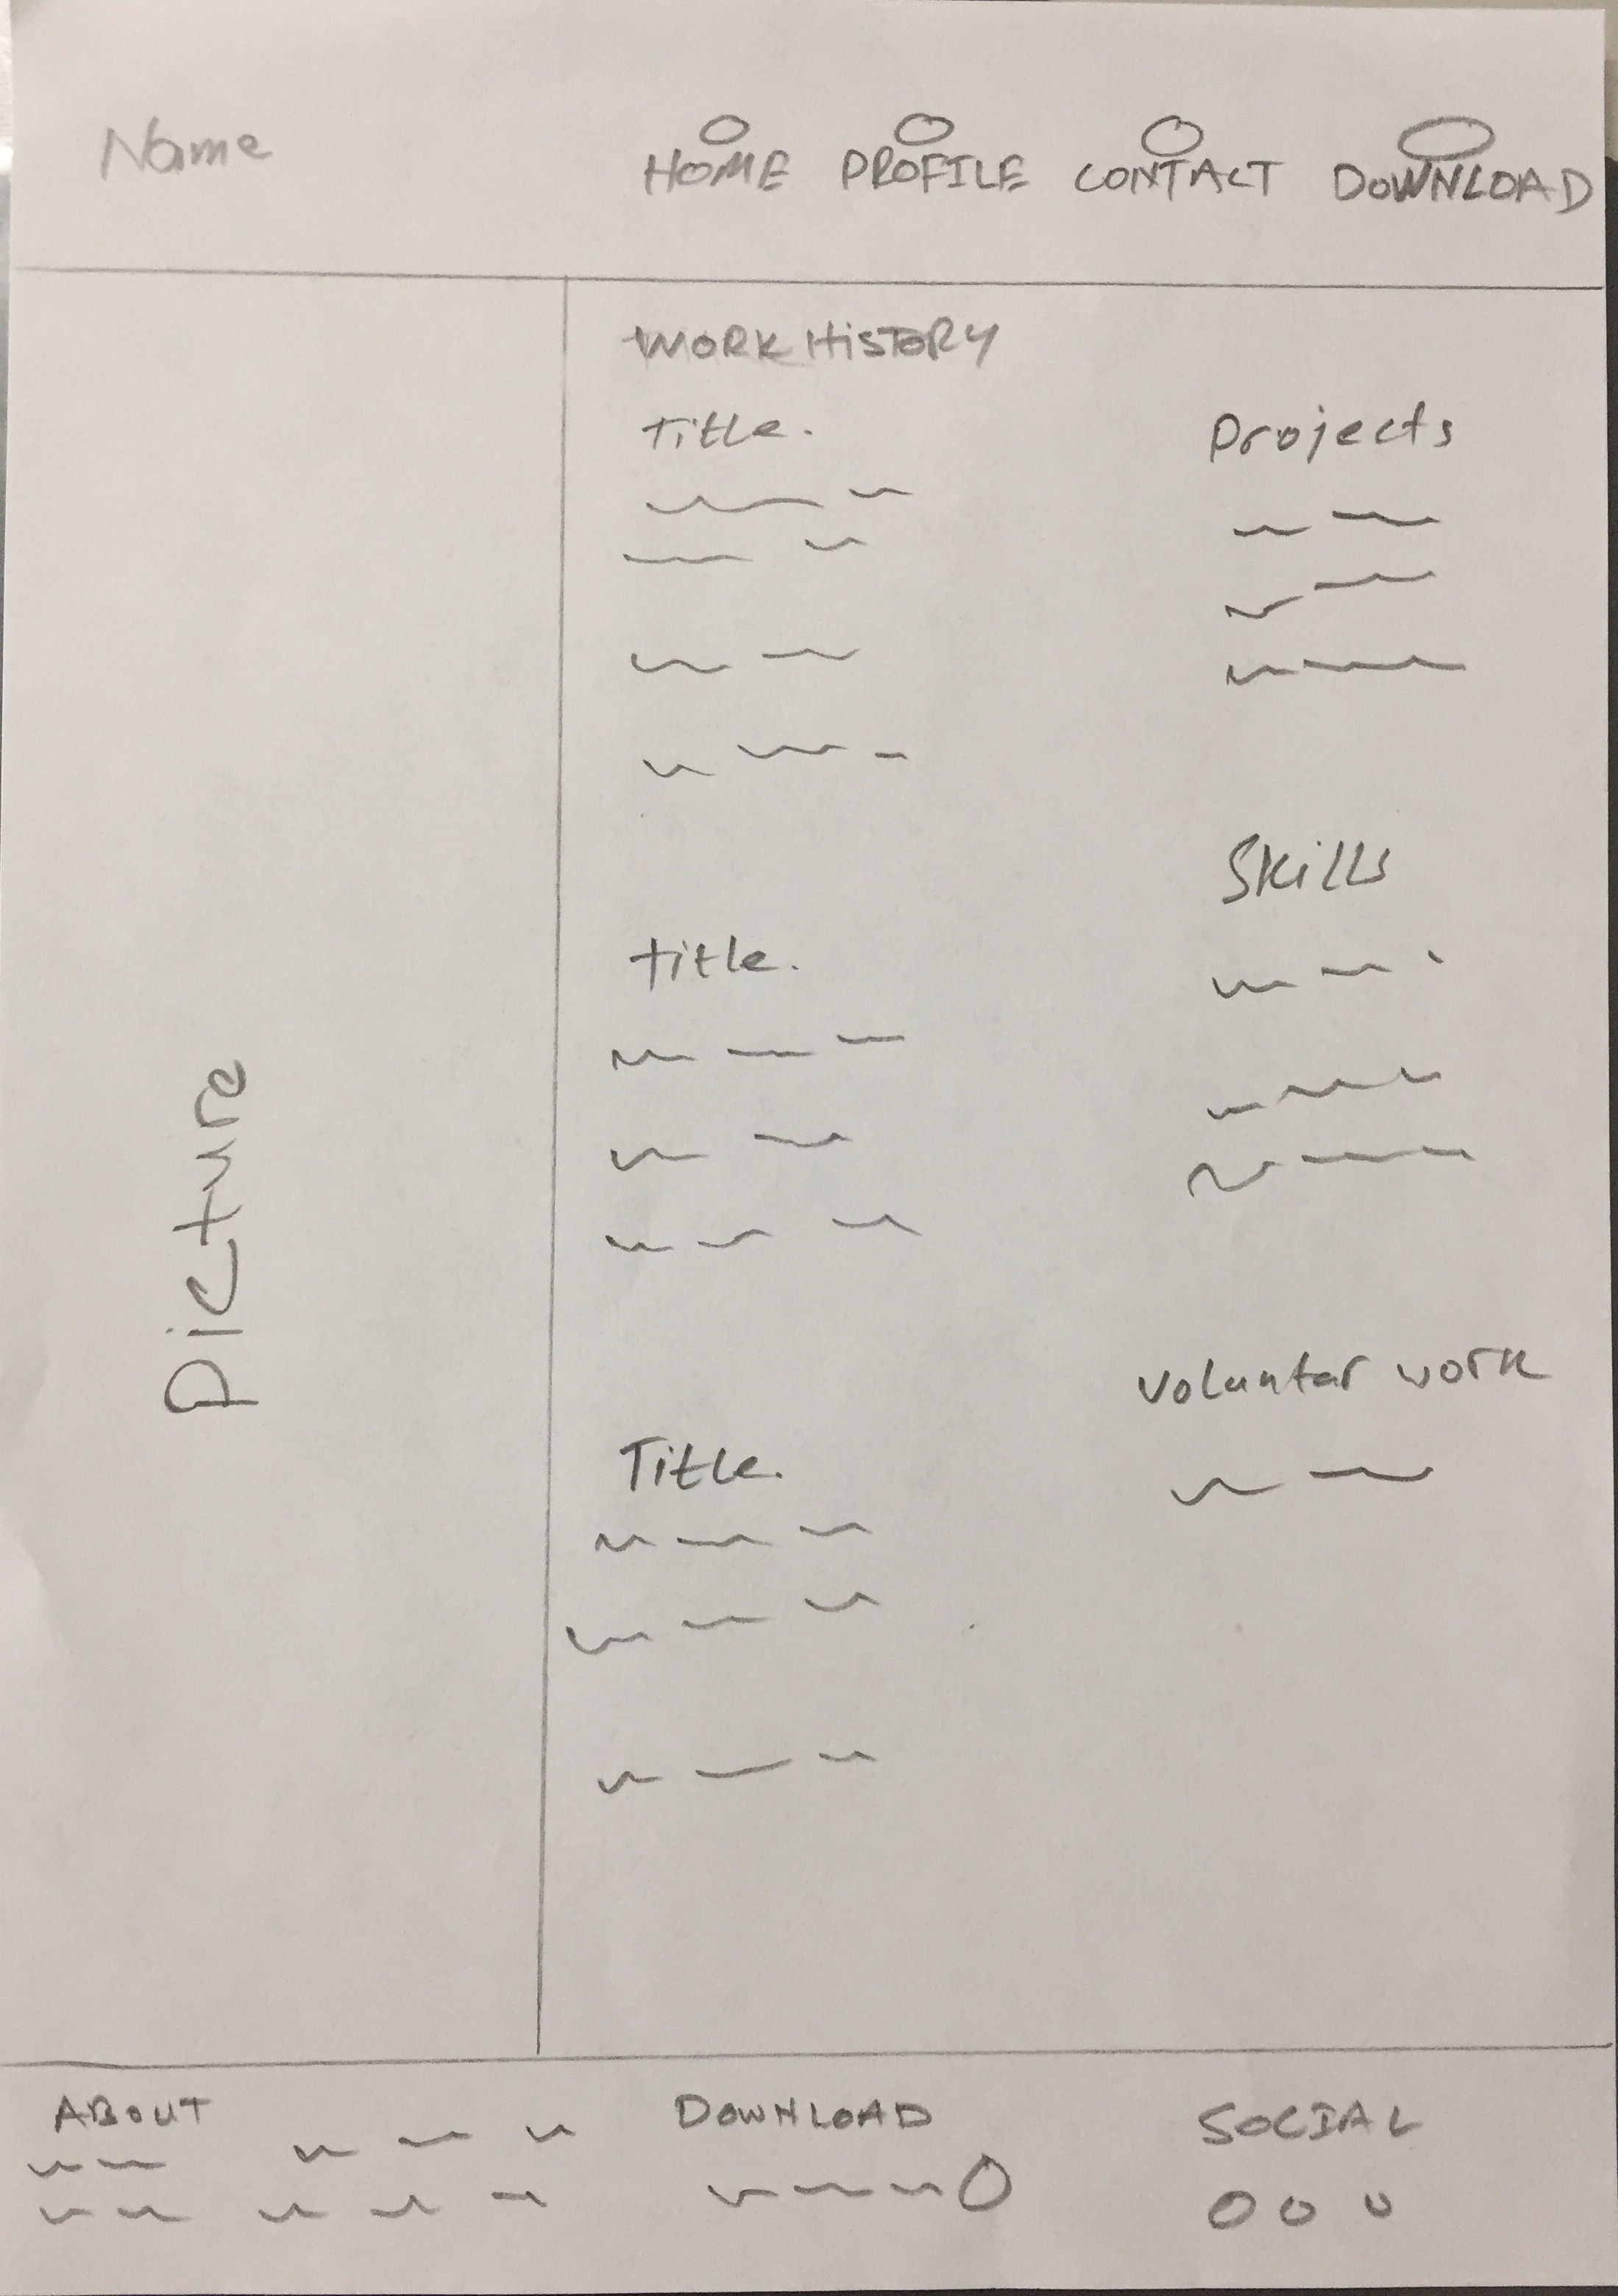 Name
HOME PROFILE CONTACT DOWNLOAD
WORK HISTORY
Title.
Projects
Skills
title.
Picture
Voluntar work
Title.
ABOUT
DOWNLOAD
SOCIAL